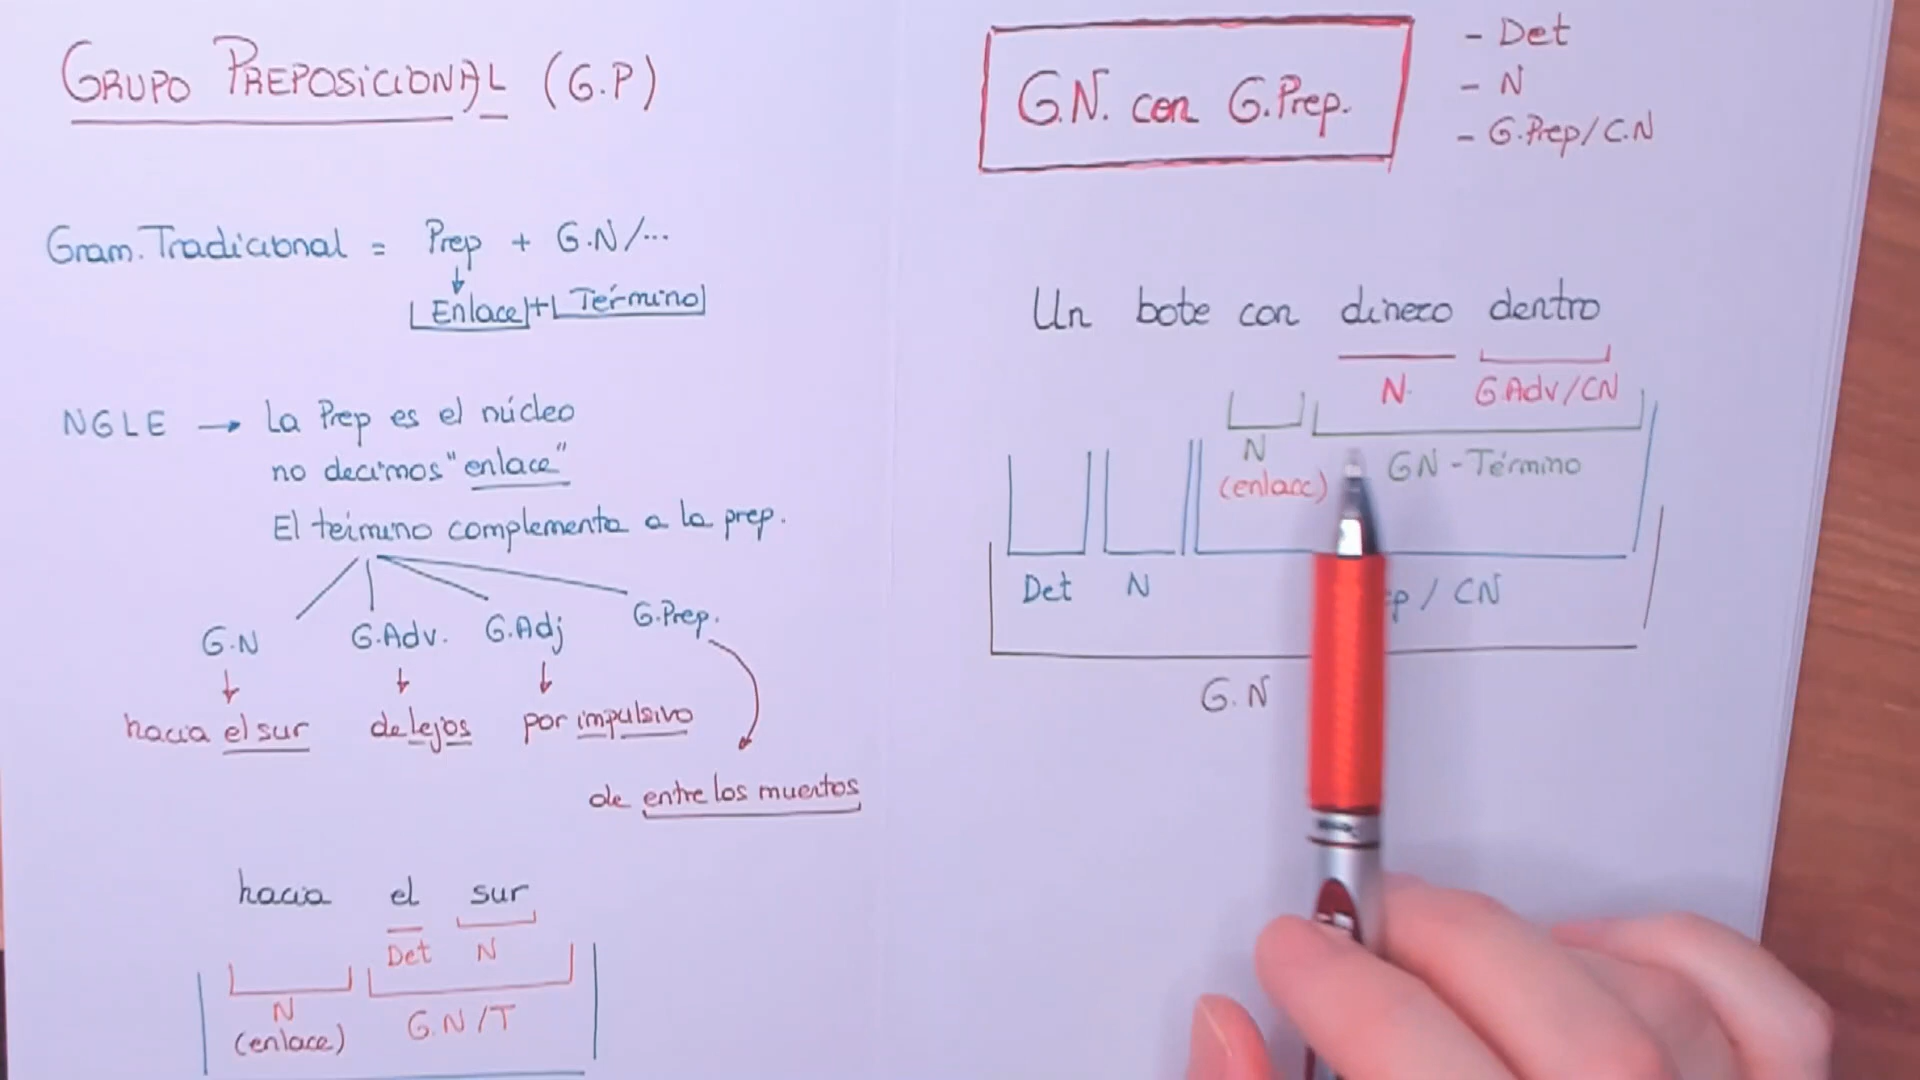 GRUPO PREPOSICIONAL (G.P)
Gram. Tradicional = Prep + G.N/...
Enlace + Término
NGLE → La Prep es el núcleo
no decimos "enlace"
El término complementa a la prep.
G.N G.Adv. G.Adj G.Prep.
hacia el sur de lejos por impulsivo
de entre los muertos
hacia el sur
Det N
N G.N/T
(enlace)
G.N. con G.Prep.
- Det
- N
- G.Prep/C.N
Un bote con dinero dentro
N. G.Adv/CN
N GN - Término
(enlace)
Det N p / CN
G.N